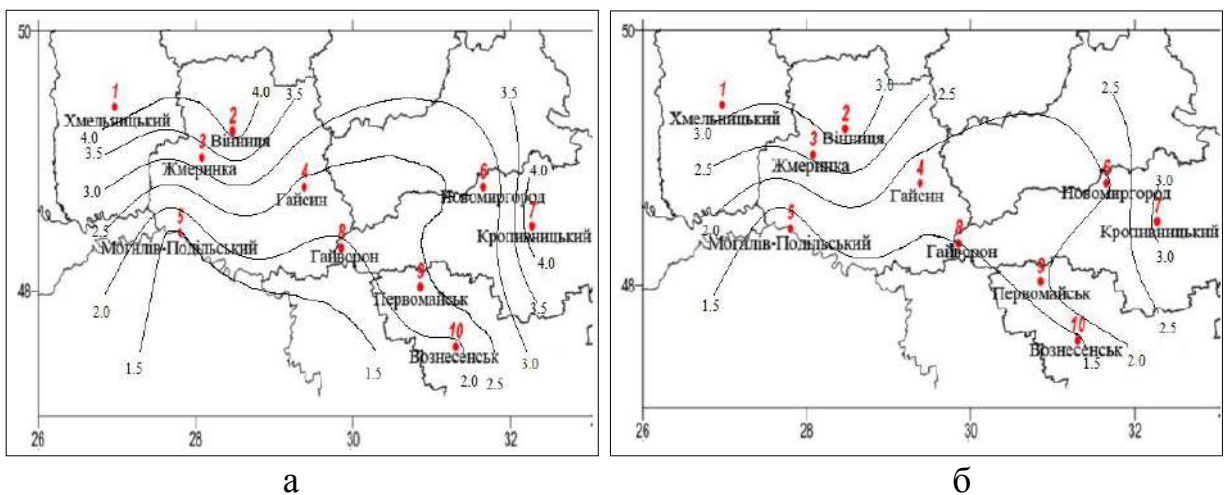 50
1
Хмельницький
2
Вінниця
3
Жмеринка
4
Гайсин
5
Могилів-Подільський
6
Новомиргород
7
Кропивницький
8
Гайворон
9
Первомайськ
10
Вознесенськ
4.0
3.5
4.0
3.5
3.0
2.5
2.0
1.5
1.5
2.0
2.5
3.0
3.5
3.5
4.0
4.0
48
26
28
30
32
а
50
1
Хмельницький
2
Вінниця
3
Жмеринка
4
Гайсин
5
Могалів-Подільський
6
Новомиргород
7
Кропивницький
8
Гайворон
9
Первомайськ
10
Вознесенськ
3.0
2.5
3.0
2.5
2.0
1.5
1.5
2.0
2.5
2.5
3.0
3.0
48
26
28
30
32
б